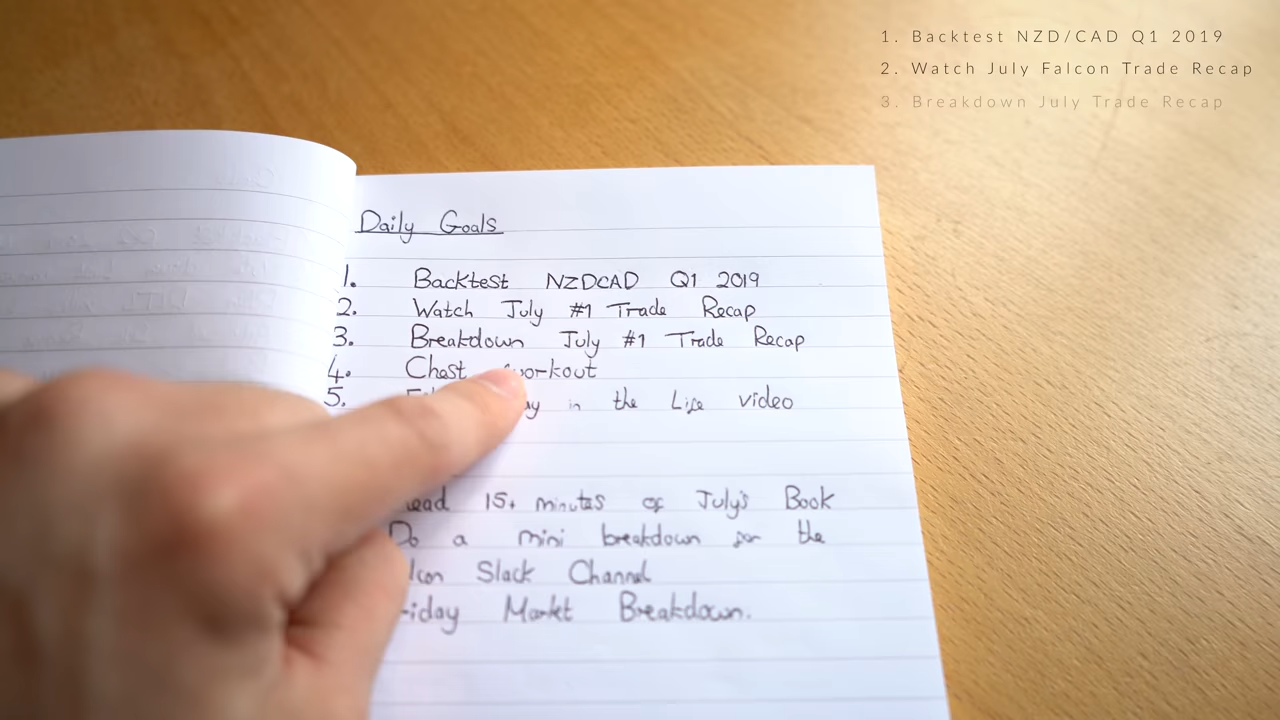 1. Backtest NZD/CAD Q1 2019
2. Watch July Falcon Trade Recap
3. Breakdown July Trade Recap
Daily Goals
1. Backtest NZDCAD Q1 2019
2. Watch July #1 Trade Recap
3. Breakdown July #1 Trade Recap
4. Chest workout
5. in the Life video
15+ minutes of July's Book
Do a mini breakdown for the
Slack Channel
Market Breakdown.